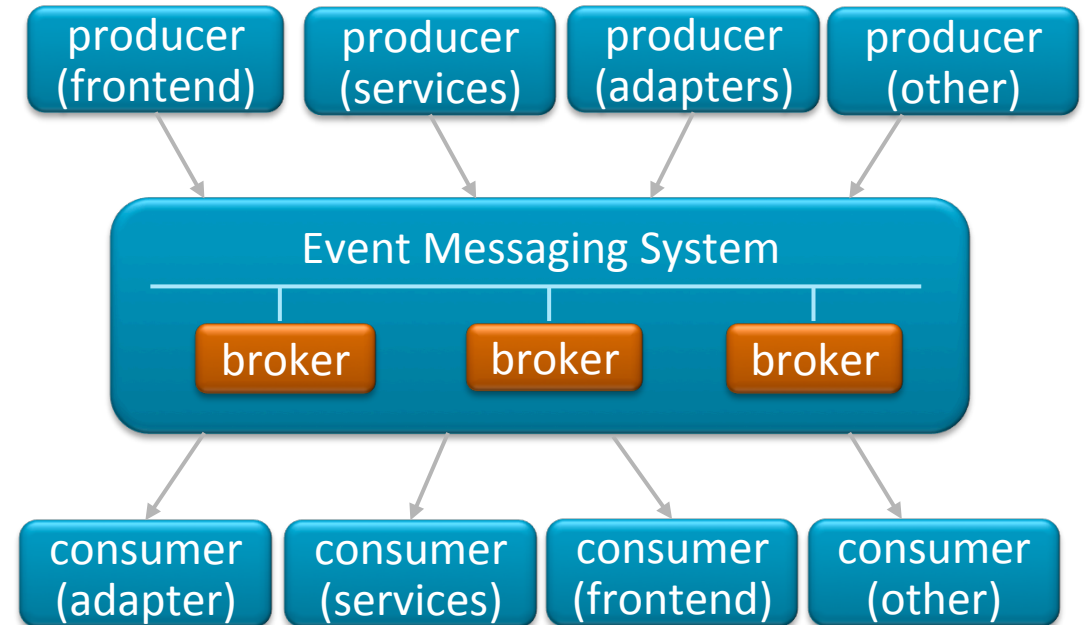 producer
(frontend)
producer
(services)
producer
(adapters)
producer
(other)
Event Messaging System
broker
broker
broker
consumer
(adapter)
consumer
(services)
consumer
(frontend)
consumer
(other)